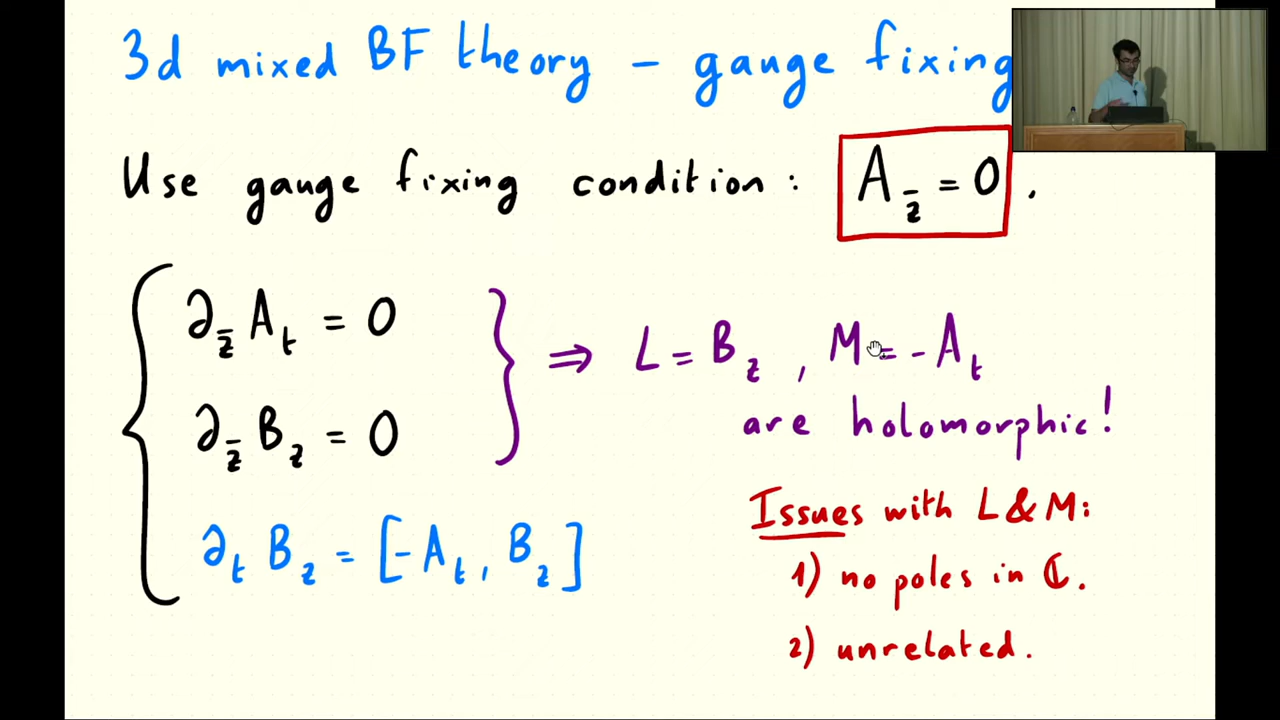 3d mixed BF theory - gauge fixing
Use gauge fixing condition: A_z̄ = 0.
∂_z̄ A_t = 0
∂_z̄ B_z = 0
∂_t B_z = [-A_t, B_z]
⇒ L = B_z, M = -A_t
are holomorphic!
Issues with L & M:
1) no poles in ℂ.
2) unrelated.